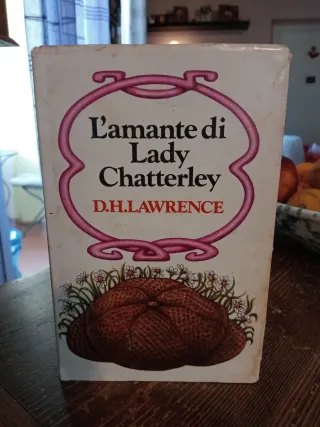 L'amante di
Lady
Chatterley
D.H.LAWRENCE